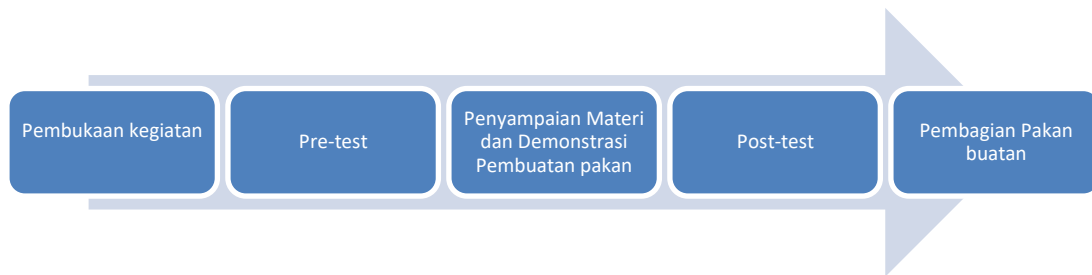 Pembukaan kegiatan
Pre-test
Penyampaian Materi
dan Demonstrasi
Pembuatan pakan
Post-test
Pembagian Pakan
buatan